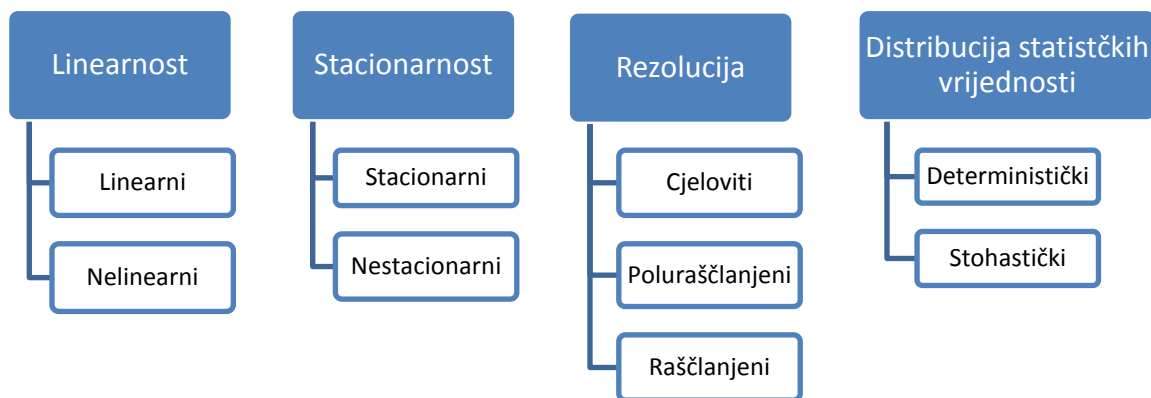 Linearnost
Linearni
Nelinearni
Stacionarnost
Stacionarni
Nestacionarni
Rezolucija
Cjeloviti
Poluraščlanjeni
Raščlanjeni
Distribucija statistčkih
vrijednosti
Deterministički
Stohastički